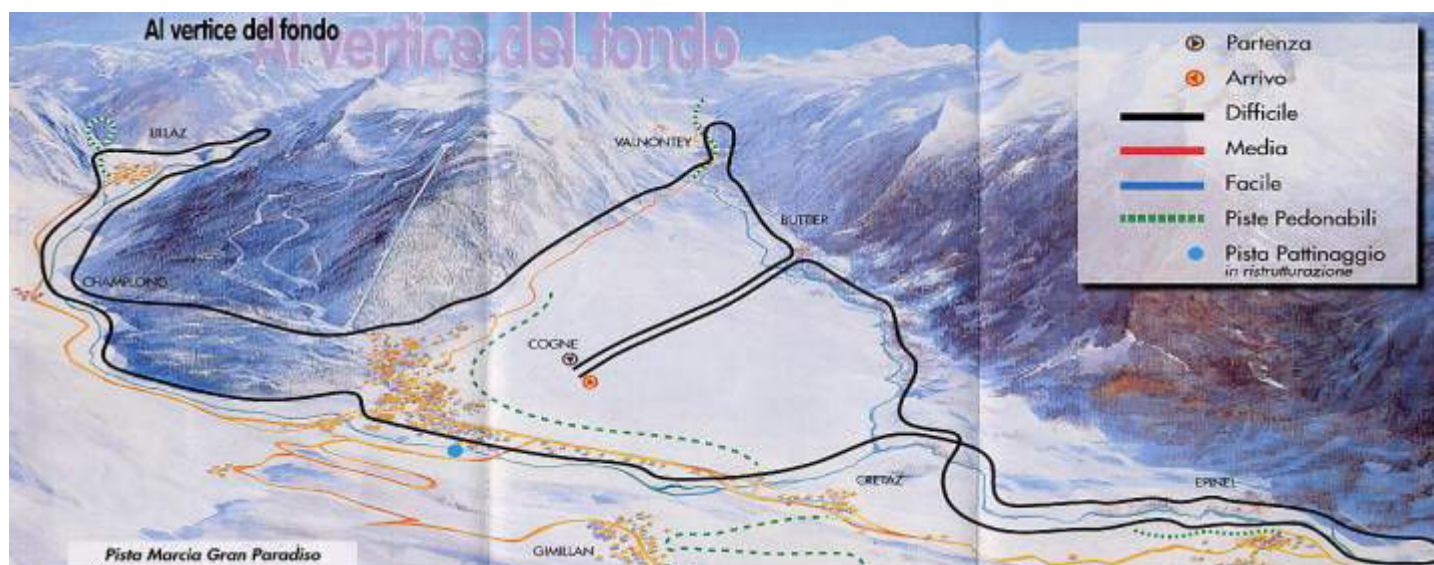 Al vertice del fondo
Al vertice del fondo
Partenza
Arrivo
Difficile
Media
Facile
Piste Pedonabili
Pista Pattinaggio
in ristrutturazione
LILLAZ
VALNONTEY
BUTTIER
CHAMPLONG
COGNE
CRETAZ
EPINEL
GIMILLAN
Pista Marcia Gran Paradiso